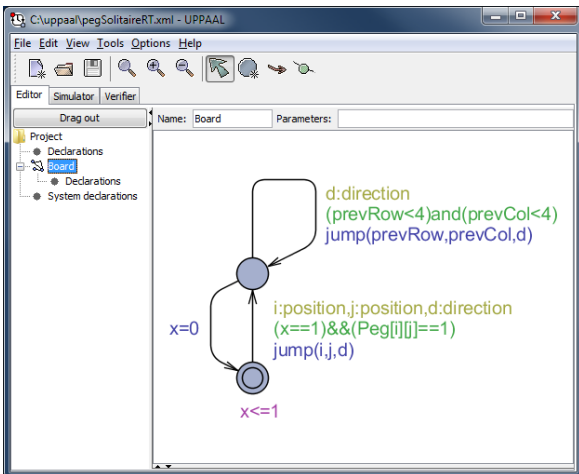 C:\uppaal\pegSolitaireRT.xml - UPPAAL
File Edit View Tools Options Help
Editor Simulator Verifier
Drag out
Name: Board Parameters:
Project
Declarations
Board
Declarations
System declarations
d:direction
(prevRow<4)and(prevCol<4)
jump(prevRow,prevCol,d)
i:position,j:position,d:direction
x=0
(x==1)&&(Peg[i][j]==1)
jump(i,j,d)
x<=1